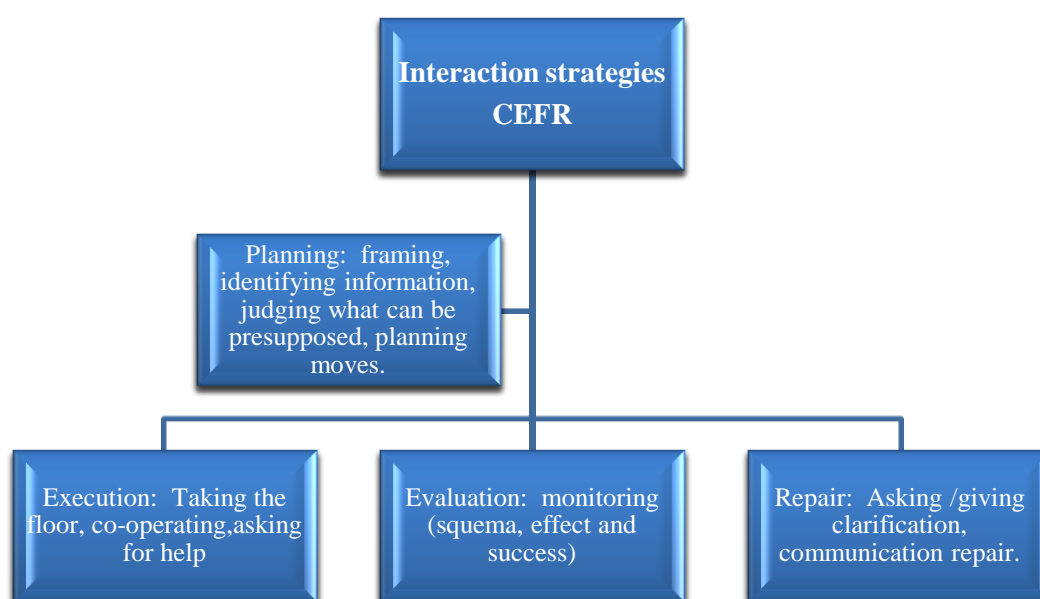 Interaction strategies
CEFR
Planning:  framing,
identifying information,
judging what can be
presupposed, planning
moves.
Execution:  Taking the
floor, co-operating,asking
for help
Evaluation:  monitoring
(squema, effect and
success)
Repair:  Asking /giving
clarification,
communication repair.